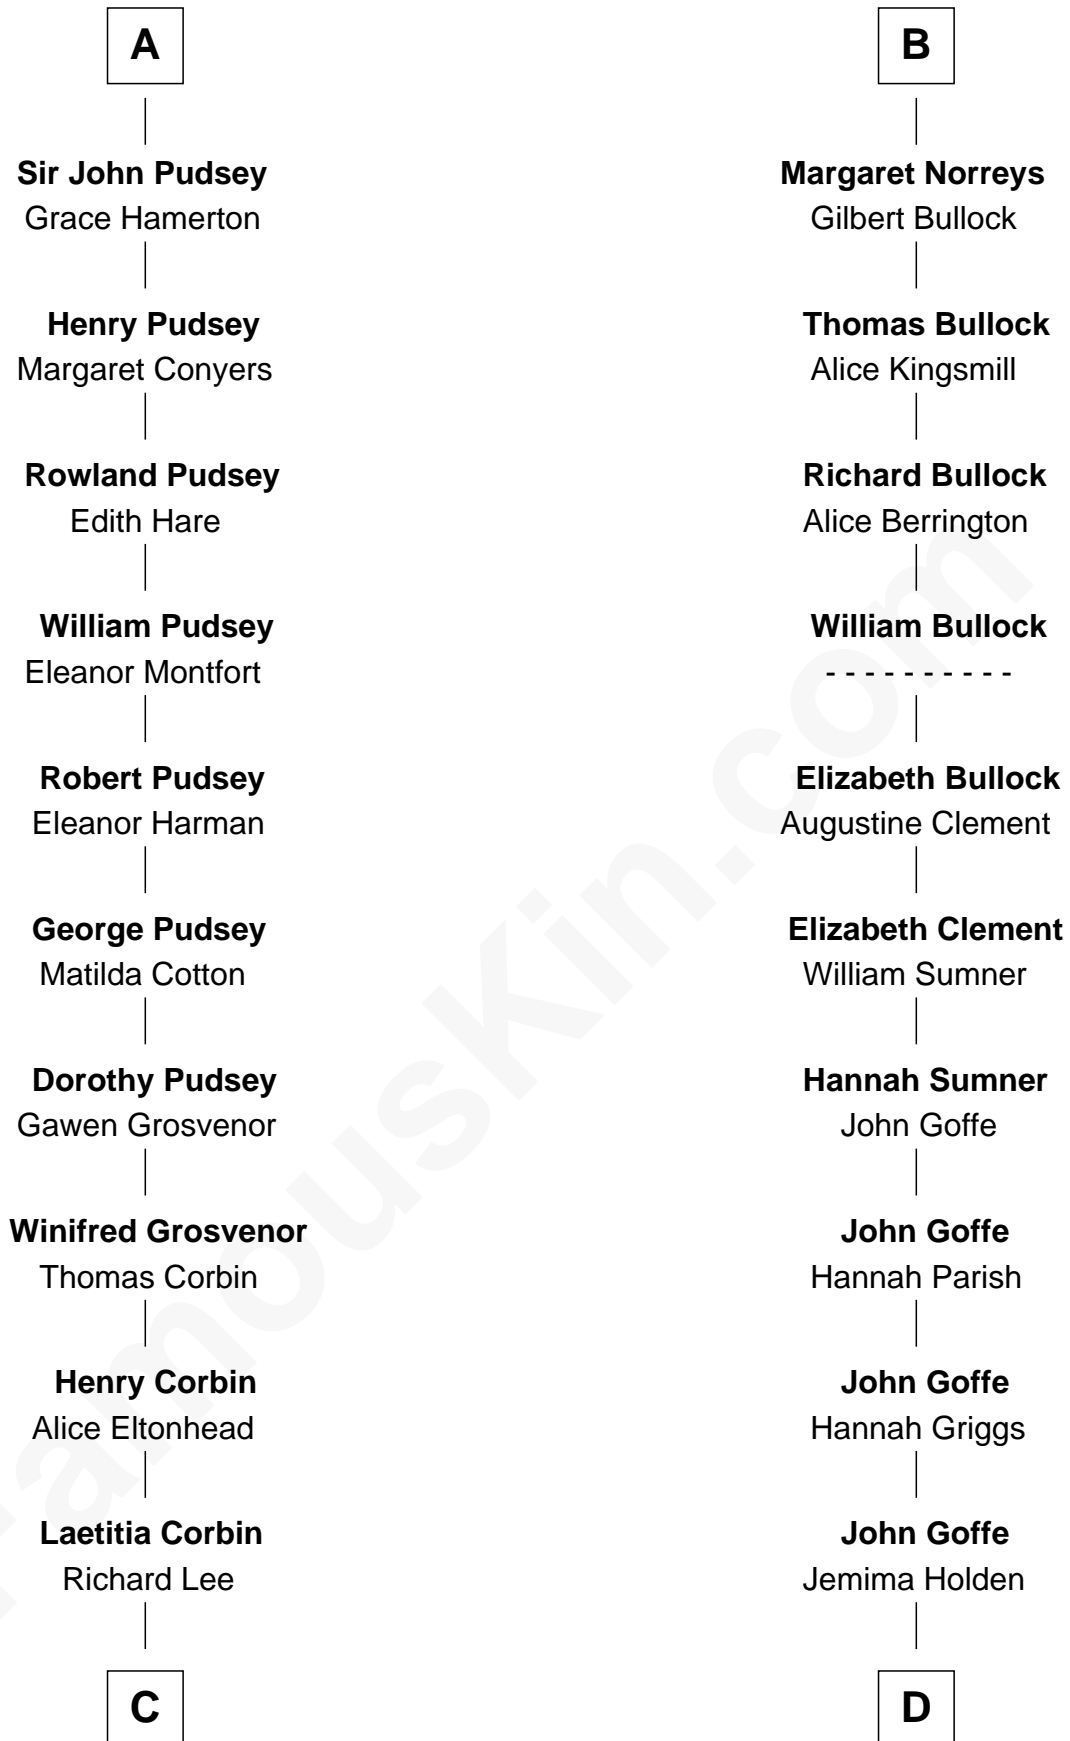 A
Sir John Pudsey
Grace Hamerton
Henry Pudsey
Margaret Conyers
Rowland Pudsey
Edith Hare
William Pudsey
Eleanor Montfort
Robert Pudsey
Eleanor Harman
George Pudsey
Matilda Cotton
Dorothy Pudsey
Gawen Grosvenor
Winifred Grosvenor
Thomas Corbin
Henry Corbin
Alice Eltonhead
Laetitia Corbin
Richard Lee
C
B
Margaret Norreys
Gilbert Bullock
Thomas Bullock
Alice Kingsmill
Richard Bullock
Alice Berrington
William Bullock
- - - - - - - - - -
Elizabeth Bullock
Augustine Clement
Elizabeth Clement
William Sumner
Hannah Sumner
John Goffe
John Goffe
Hannah Parish
John Goffe
Hannah Griggs
John Goffe
Jemima Holden
D
FamousKin.com